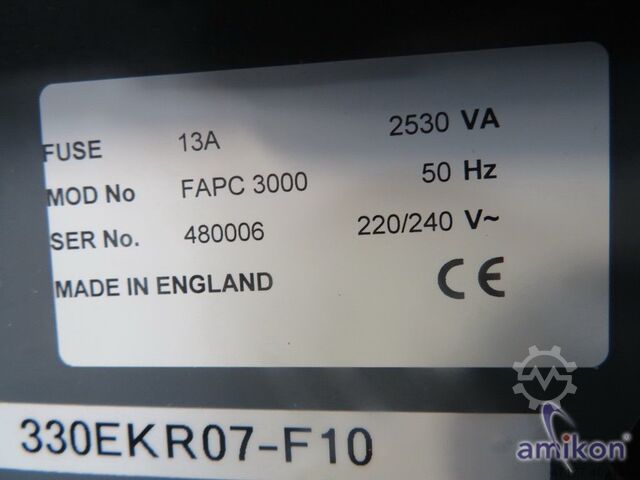 FUSE 13A 2530 VA
MOD No FAPC 3000 50 Hz
SER No. 480006 220/240 V~
MADE IN ENGLAND CE
330EKR07-F10
amikon